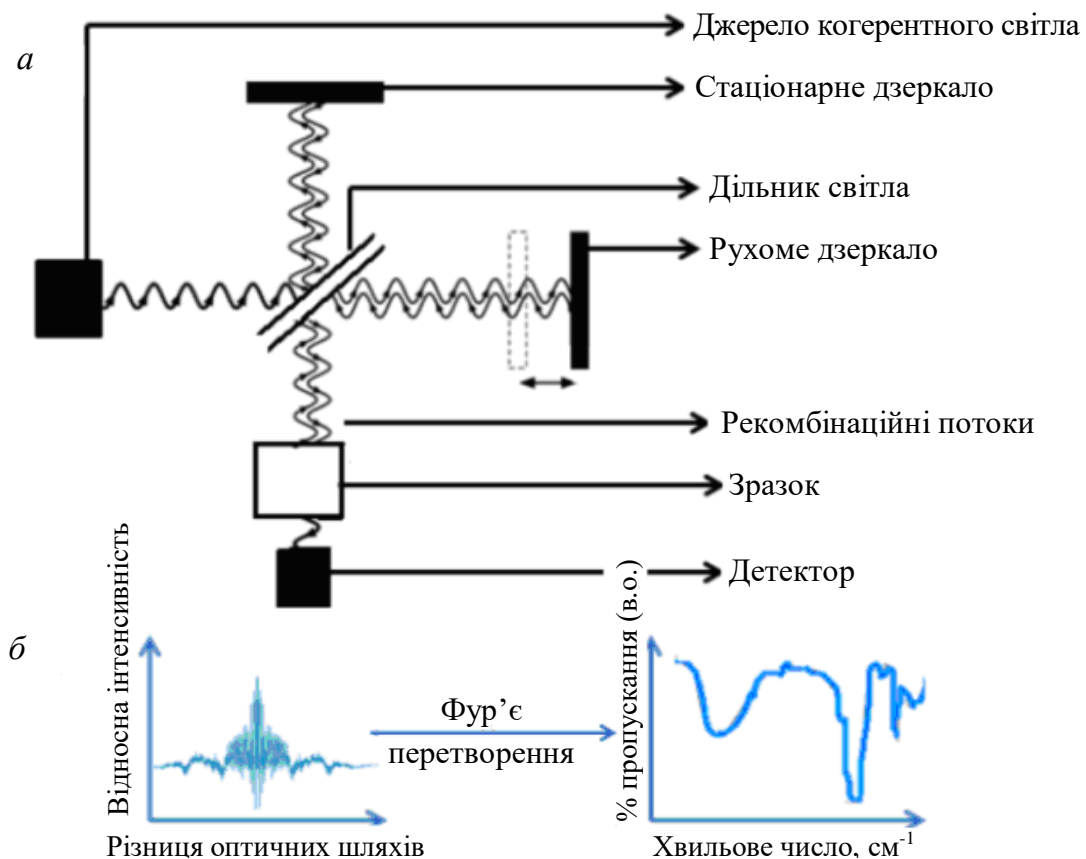 а
Джерело когерентного світла
Стаціонарне дзеркало
Дільник світла
Рухоме дзеркало
Рекомбінаційні потоки
Зразок
Детектор
б
Відносна інтенсивність
Різниця оптичних шляхів
Фур’є
перетворення
% пропускання (в.о.)
Хвильове число, см⁻¹